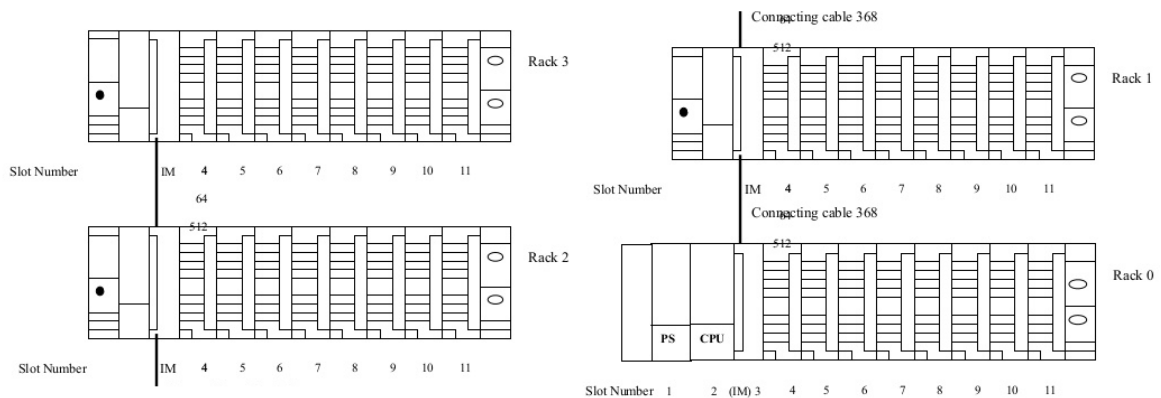 Rack 3
Slot Number IM 4 5 6 7 8 9 10 11
64
512
Rack 2
Slot Number IM 4 5 6 7 8 9 10 11
Connecting cable 368
64
512
Rack 1
Slot Number IM 4 5 6 7 8 9 10 11
Connecting cable 368
64
512
Rack 0
PS CPU
Slot Number 1 2 (IM) 3 4 5 6 7 8 9 10 11